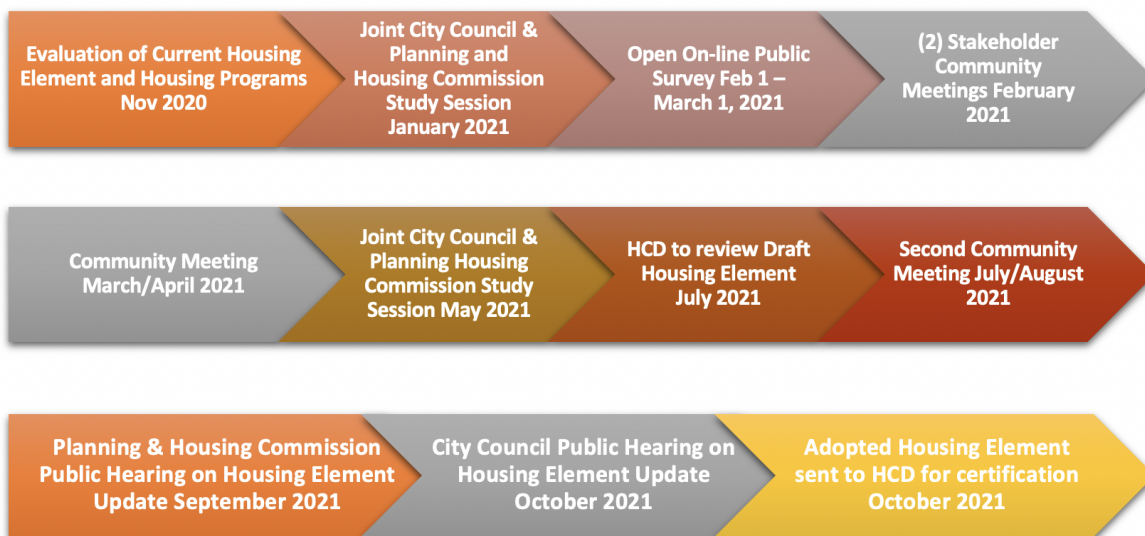 Evaluation of Current Housing
Element and Housing Programs
Nov 2020
Joint City Council &
Planning and
Housing Commission
Study Session
January 2021
Open On-line Public
Survey Feb 1 –
March 1, 2021
(2) Stakeholder
Community
Meetings February
2021
Community Meeting
March/April 2021
Joint City Council &
Planning Housing
Commission Study
Session May 2021
HCD to review Draft
Housing Element
July 2021
Second Community
Meeting July/August
2021
Planning & Housing Commission
Public Hearing on Housing Element
Update September 2021
City Council Public Hearing on
Housing Element Update
October 2021
Adopted Housing Element
sent to HCD for certification
October 2021